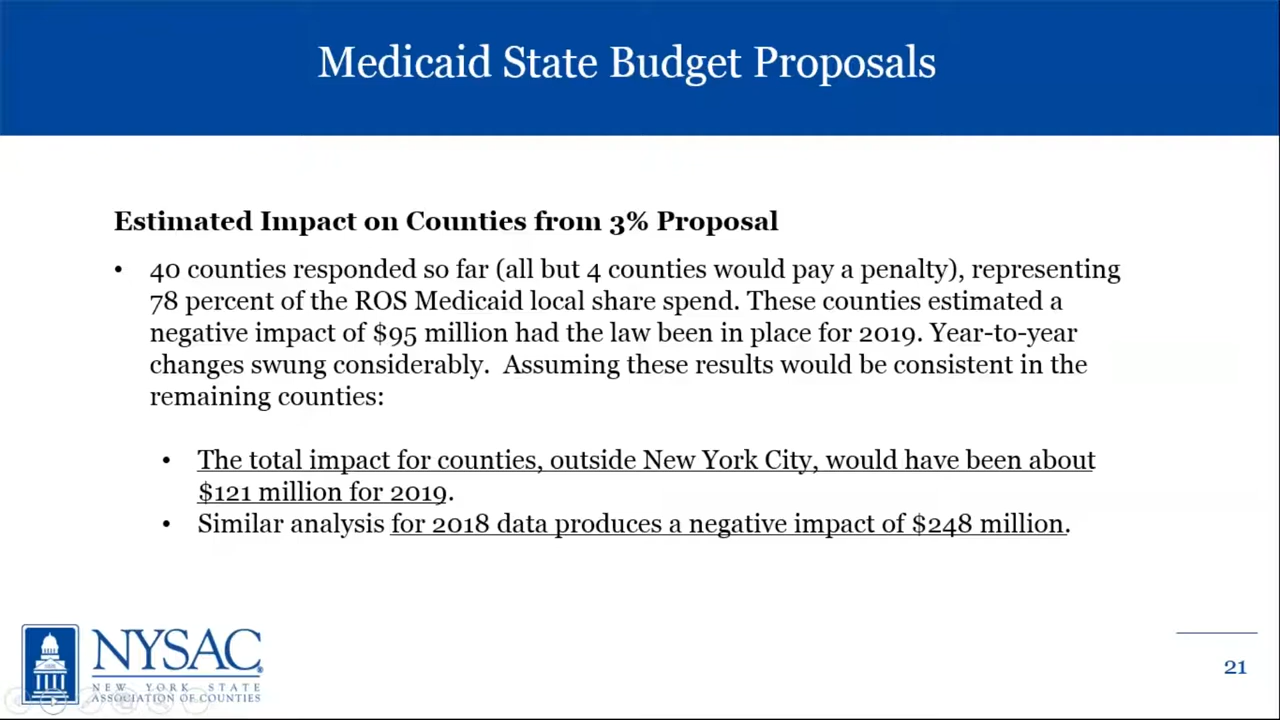 Medicaid State Budget Proposals
Estimated Impact on Counties from 3% Proposal
• 40 counties responded so far (all but 4 counties would pay a penalty), representing
78 percent of the ROS Medicaid local share spend. These counties estimated a
negative impact of $95 million had the law been in place for 2019. Year-to-year
changes swung considerably.  Assuming these results would be consistent in the
remaining counties:
• The total impact for counties, outside New York City, would have been about
$121 million for 2019.
• Similar analysis for 2018 data produces a negative impact of $248 million.
NYSAC®
NEW YORK STATE
ASSOCIATION OF COUNTIES
21